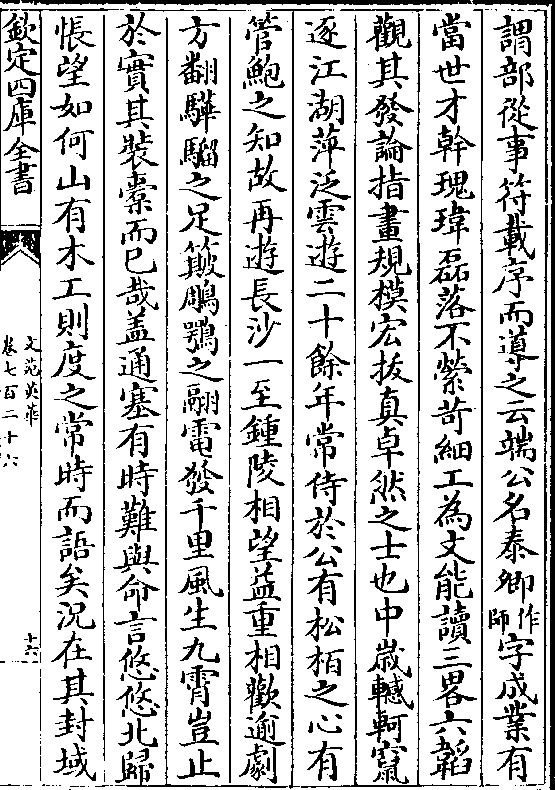 謂部從事符載序而導之云端公名泰卿作師字成業有
當世才幹瑰瑋磊落不縈苛細工為文能讀三畧六韜
觀其發論指畫規模宏拔真卓然之士也中嵗轗軻竄
逐江湖萍泛雲遊二十餘年常侍於公有松栢之心有
管鮑之知故再遊長沙一至鍾陵相望益重相歡逾劇
方翻驊騮之足簸鵰鶚之翮電發千里風生九霄豈止
於實其裝橐而已哉盖通塞有時難與命言悠悠北歸
悵望如何山有木工則度之常時而語矣況在其封域
欽定四庫全書
文苑英華
卷七百二十六
十六